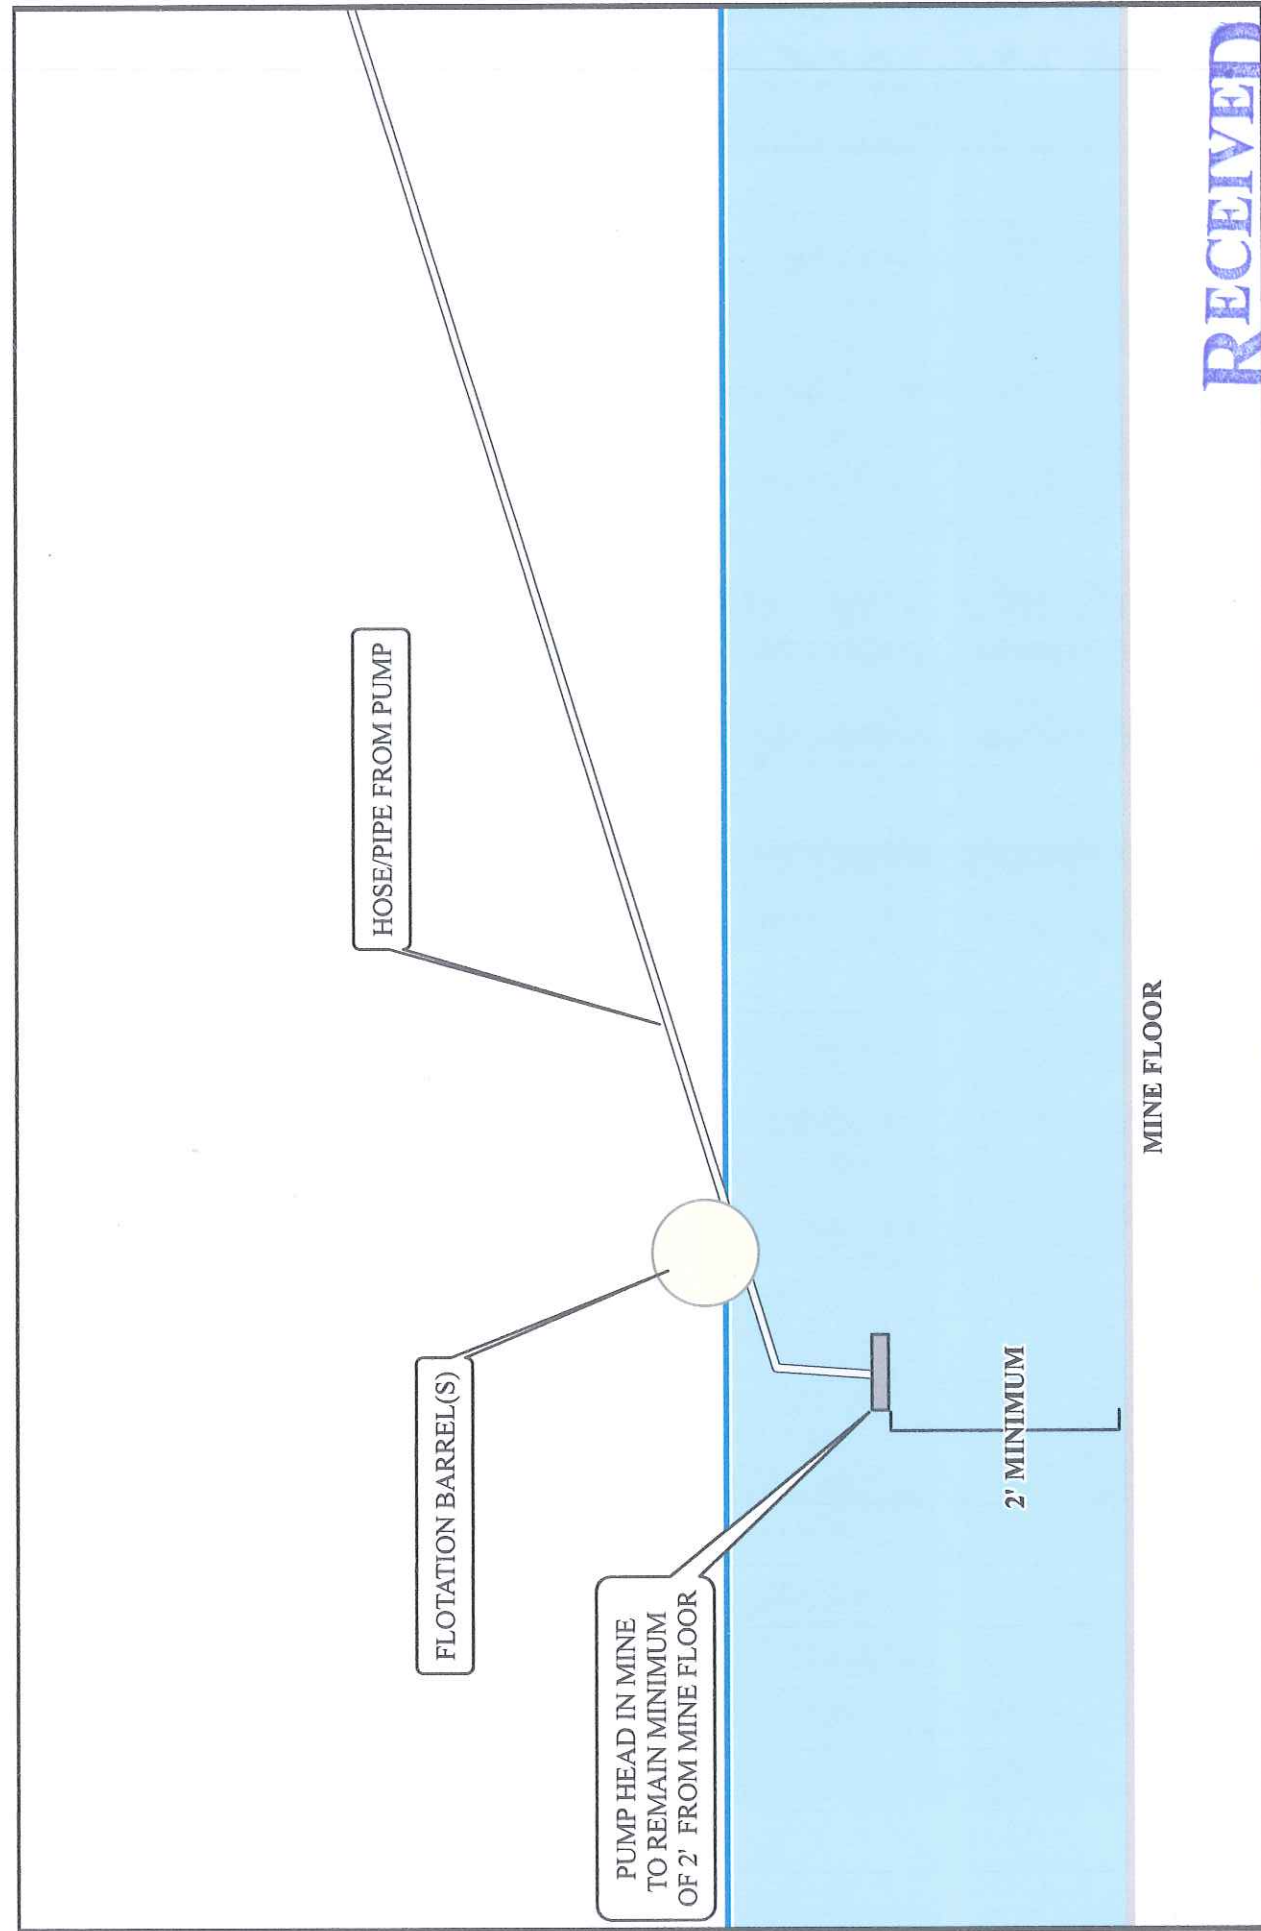 HOSE/PIPE FROM PUMP
FLOTATION BARREL(S)
PUMP HEAD IN MINE
TO REMAIN MINIMUM
OF 2' FROM MINE FLOOR
2' MINIMUM
MINE FLOOR
RECEIVED